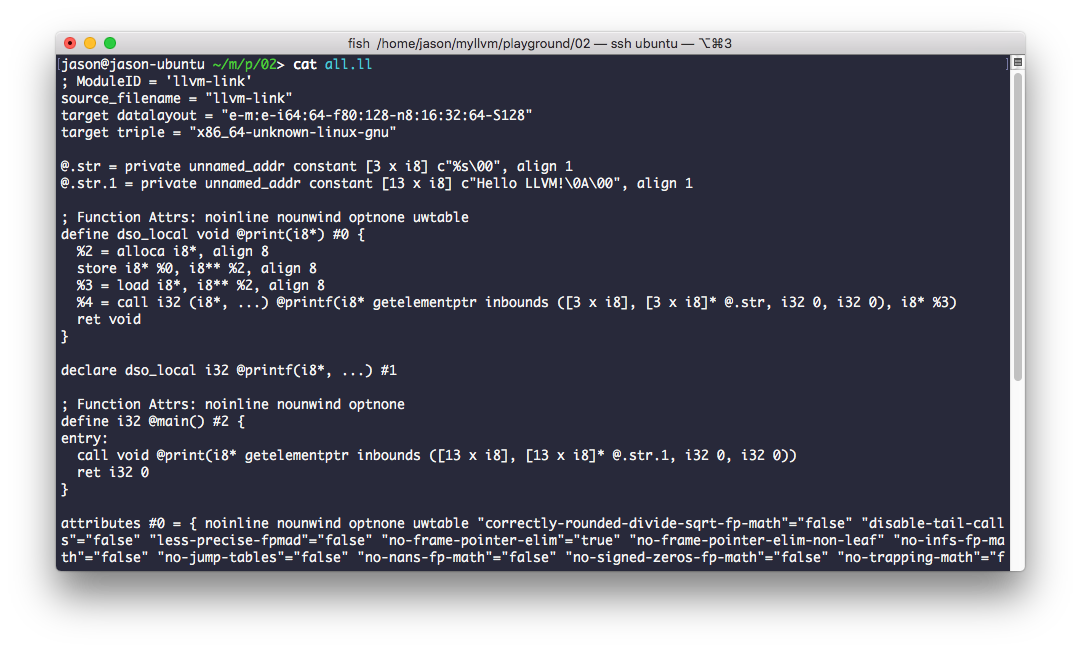 fish /home/jason/myllvm/playground/02 — ssh ubuntu — ⌥⌘3
[jason@jason-ubuntu ~/m/p/02> cat all.ll ]
; ModuleID = 'llvm-link'
source_filename = "llvm-link"
target datalayout = "e-m:e-i64:64-f80:128-n8:16:32:64-S128"
target triple = "x86_64-unknown-linux-gnu"

@.str = private unnamed_addr constant [3 x i8] c"%s\00", align 1
@.str.1 = private unnamed_addr constant [13 x i8] c"Hello LLVM!\0A\00", align 1

; Function Attrs: noinline nounwind optnone uwtable
define dso_local void @print(i8*) #0 {
  %2 = alloca i8*, align 8
  store i8* %0, i8** %2, align 8
  %3 = load i8*, i8** %2, align 8
  %4 = call i32 (i8*, ...) @printf(i8* getelementptr inbounds ([3 x i8], [3 x i8]* @.str, i32 0, i32 0), i8* %3)
  ret void
}

declare dso_local i32 @printf(i8*, ...) #1

; Function Attrs: noinline nounwind optnone
define i32 @main() #2 {
entry:
  call void @print(i8* getelementptr inbounds ([13 x i8], [13 x i8]* @.str.1, i32 0, i32 0))
  ret i32 0
}

attributes #0 = { noinline nounwind optnone uwtable "correctly-rounded-divide-sqrt-fp-math"="false" "disable-tail-call
s"="false" "less-precise-fpmad"="false" "no-frame-pointer-elim"="true" "no-frame-pointer-elim-non-leaf" "no-infs-fp-ma
th"="false" "no-jump-tables"="false" "no-nans-fp-math"="false" "no-signed-zeros-fp-math"="false" "no-trapping-math"="f